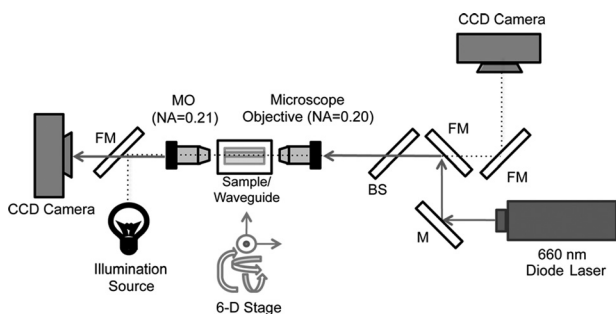 CCD Camera
MO
(NA=0.21)
Microscope
Objective (NA=0.20)
FM
FM
CCD Camera
Sample/
Waveguide
BS
FM
M
Illumination
Source
6-D Stage
660 nm
Diode Laser